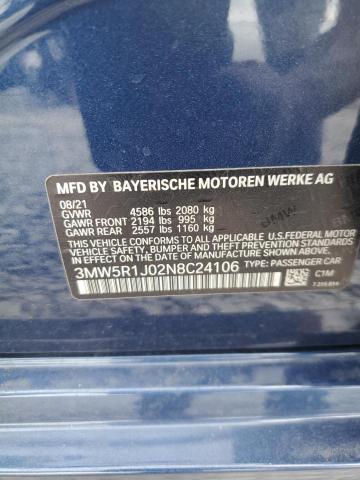 MFD BY BAYERISCHE MOTOREN WERKE AG
08/21
GVWR 4586 lbs 2080 kg
GAWR FRONT 2194 lbs 995 kg
GAWR REAR 2557 lbs 1160 kg
THIS VEHICLE CONFORMS TO ALL APPLICABLE U.S.FEDERAL MOTOR
VEHICLE SAFETY, BUMPER AND THEFT PREVENTION STANDARDS
IN EFFECT ON THE DATE OF MANUFACTURE SHOWN ABOVE.
3MW5R1J02N8C24106 TYPE: PASSENGER CAR
C1M